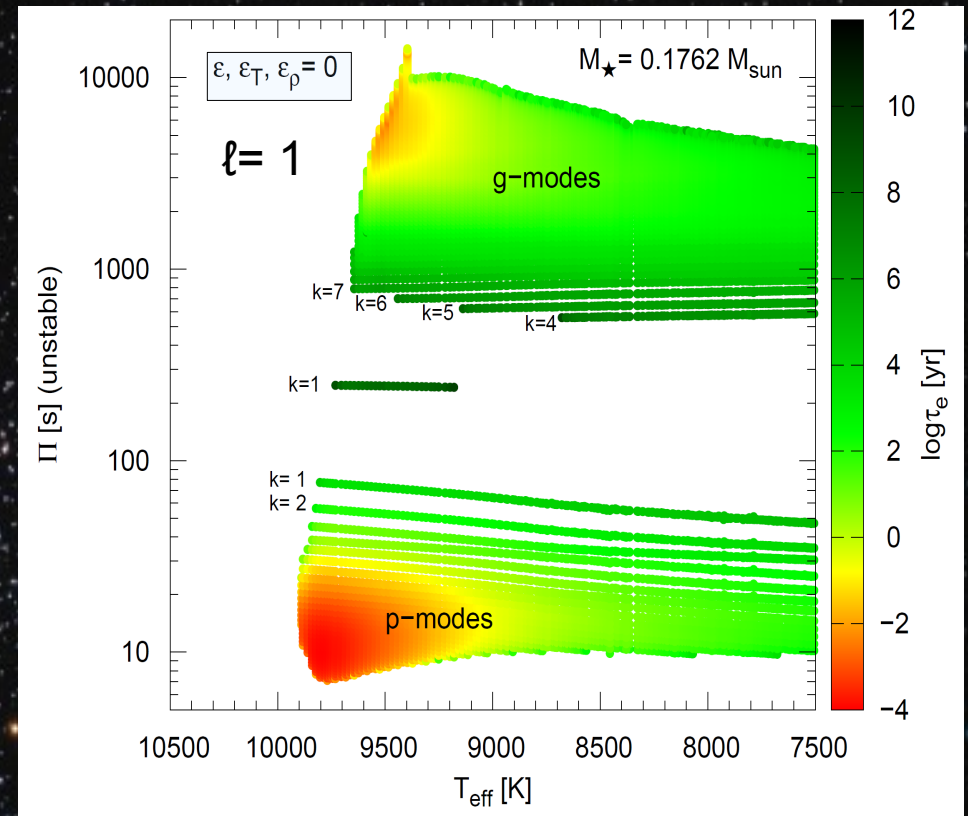 ε, ε_T, ε_ρ= 0
M★= 0.1762 M_sun
ℓ= 1
g−modes
k=7
k=6
k=5
k=4
k=1
k= 1
k= 2
p−modes
Π [s] (unstable)
10000
1000
100
10
10500 10000 9500 9000 8500 8000 7500
T_eff [K]
12
10
8
6
4
2
0
−2
−4
logτ_e [yr]